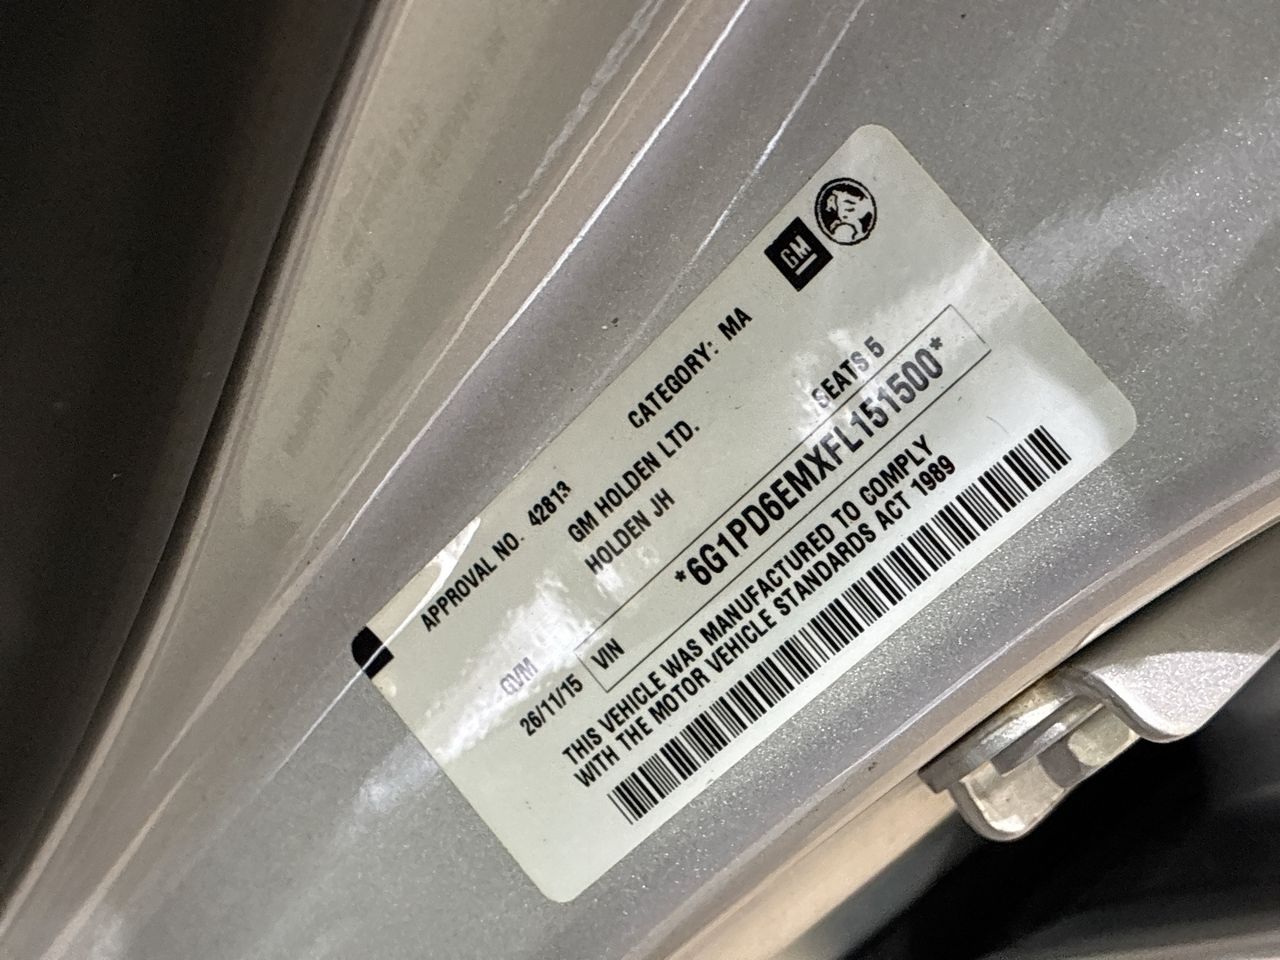 GM
APPROVAL NO. 42813 CATEGORY: MA
GM HOLDEN LTD.
HOLDEN JH
GVM SEATS 5
26/11/15 VIN *6G1PD6EMXFL151500*
THIS VEHICLE WAS MANUFACTURED TO COMPLY
WITH THE MOTOR VEHICLE STANDARDS ACT 1989